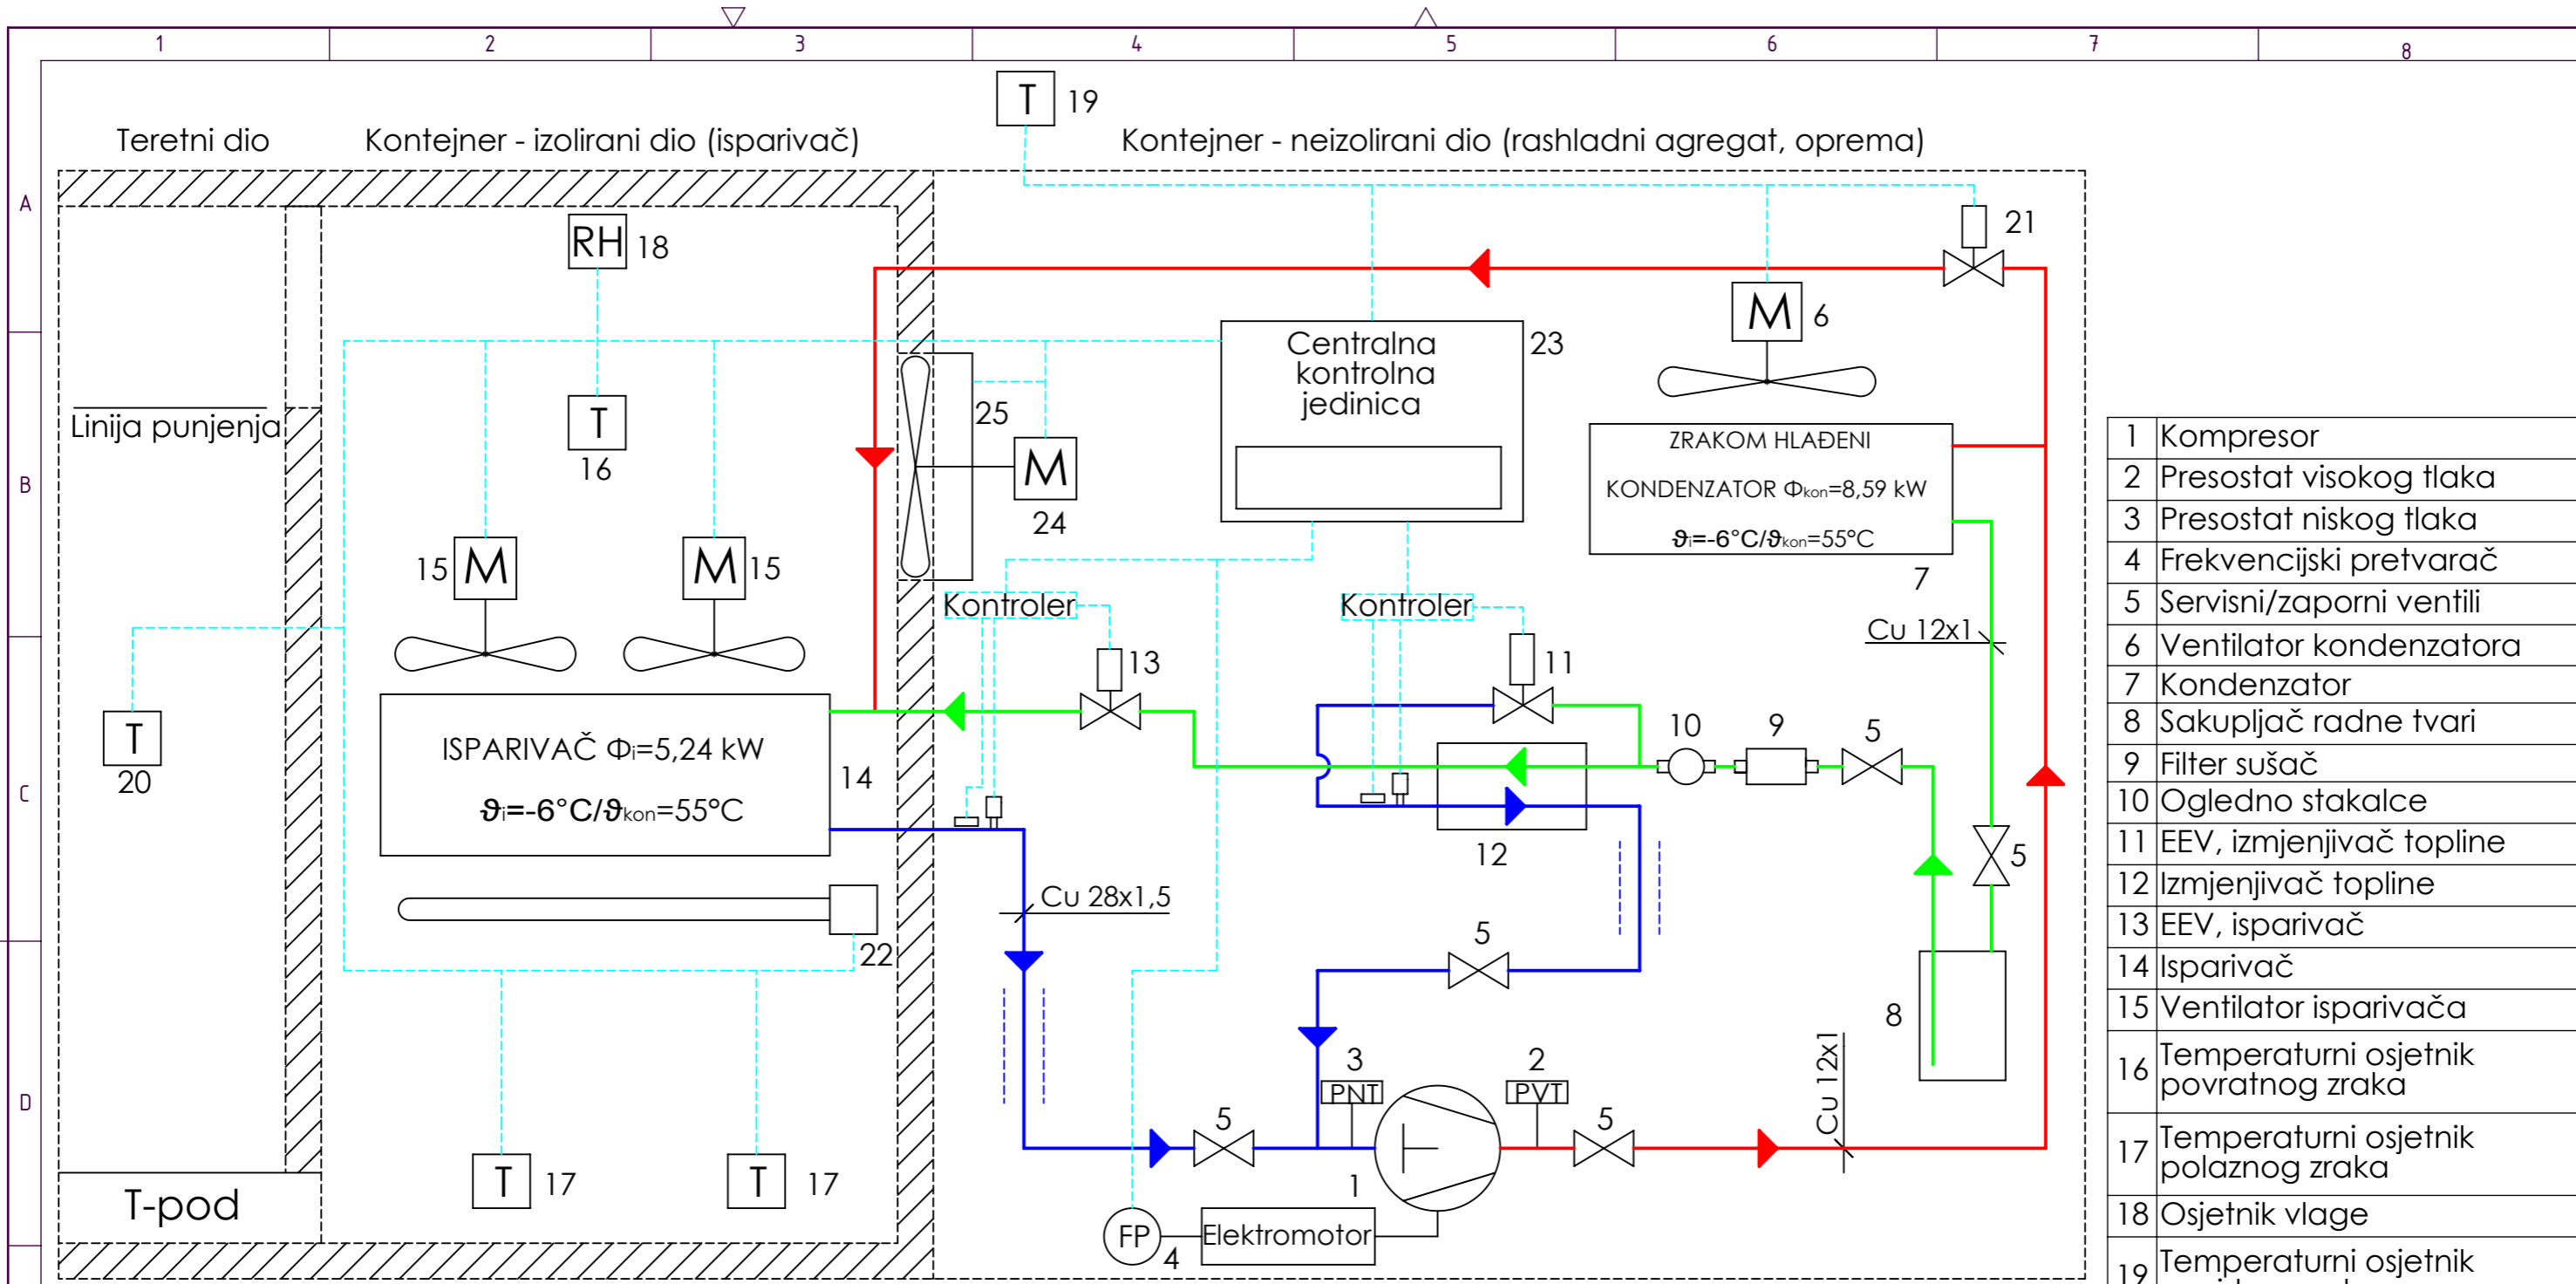 1 2 3 4 5 6 7 8
A
B
C
D
T 19
Teretni dio
Kontejner - izolirani dio (isparivač)
Kontejner - neizolirani dio (rashladni agregat, oprema)
RH 18
21
M 6
Centralna
kontrolna
jedinica
23
Linija punjenja
T
16
25
M
24
ZRAKOM HLAĐENI
KONDENZATOR Φkon=8,59 kW
ϑi=-6°C/ϑkon=55°C
7
15 M
M 15
Kontroler
Kontroler
Cu 12x1
13
11
T
20
ISPARIVAČ Φi=5,24 kW
ϑi=-6°C/ϑkon=55°C
14
10
9
5
12
5
Cu 28x1,5
22
5
8
3
PNT
2
PVT
5
5
Cu 12x1
T 17
T 17
1
T-pod
FP
4
Elektromotor
1 Kompresor
2 Presostat visokog tlaka
3 Presostat niskog tlaka
4 Frekvencijski pretvarač
5 Servisni/zaporni ventili
6 Ventilator kondenzatora
7 Kondenzator
8 Sakupljač radne tvari
9 Filter sušač
10 Ogledno stakalce
11 EEV, izmjenjivač topline
12 Izmjenjivač topline
13 EEV, isparivač
14 Isparivač
15 Ventilator isparivača
16 Temperaturni osjetnik
povratnog zraka
17 Temperaturni osjetnik
polaznog zraka
18 Osjetnik vlage
19 Temperaturni osjetnik